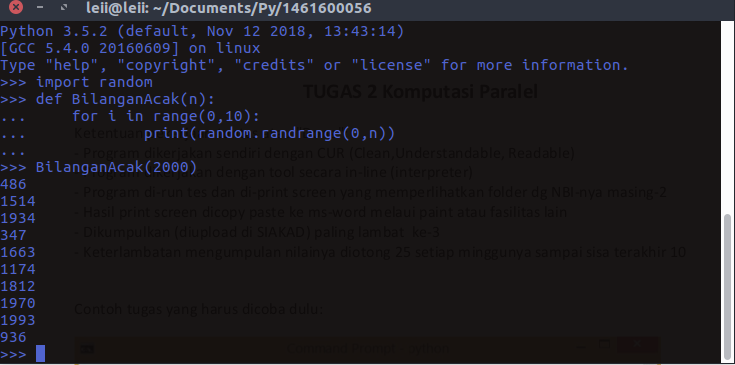 leii@leii: ~/Documents/Py/1461600056
Python 3.5.2 (default, Nov 12 2018, 13:43:14)
[GCC 5.4.0 20160609] on linux
Type "help", "copyright", "credits" or "license" for more information.
>>> import random
>>> def BilanganAcak(n):
...     for i in range(0,10):
...             print(random.randrange(0,n))
...
>>> BilanganAcak(2000)
486
1514
1934
347
1663
1174
1812
1970
1993
936
>>>
TUGAS 2 Komputasi Paralel
Ketentuan
- Program dikerjakan sendiri dengan CUR (Clean,Understandable, Readable)
dengan tool secara in-line (interpreter)
- Program di-run tes dan di-print screen yang memperlihatkan folder dg NBI-nya masing-2
- Hasil print screen dicopy paste ke ms-word melaui paint atau fasilitas lain
- Dikumpulkan (diupload di SIAKAD) paling lambat ke-3
- Keterlambatan mengumpulan nilainya diotong 25 setiap minggunya sampai sisa terakhir 10
Contoh tugas yang harus dicoba dulu: